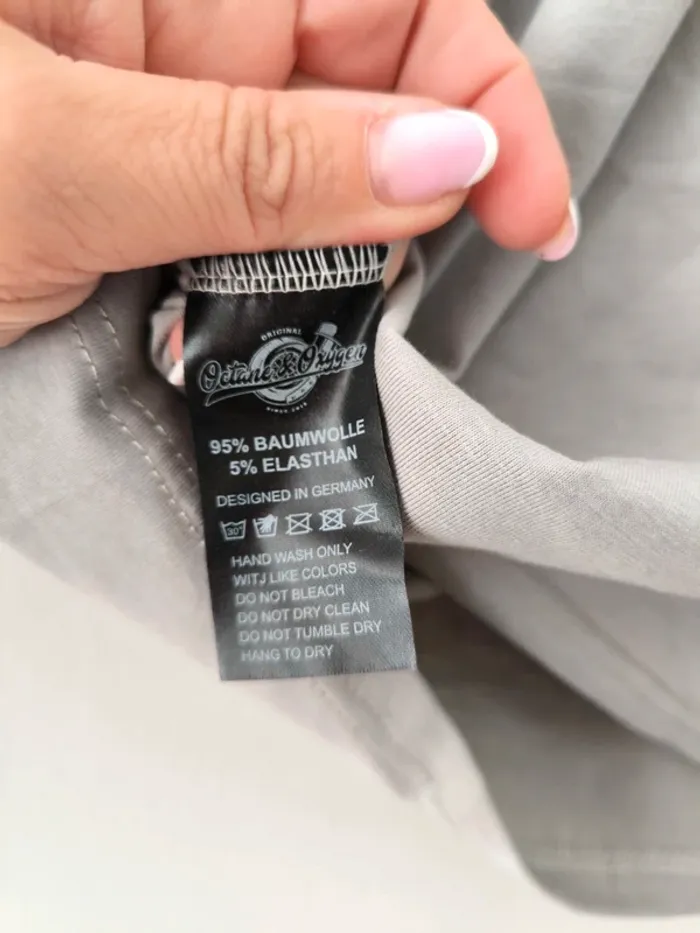 ORIGINAL
Octane & Oxygen
95% BAUMWOLLE
5% ELASTHAN
DESIGNED IN GERMANY
30°
HAND WASH ONLY
WITJ LIKE COLORS
DO NOT BLEACH
DO NOT DRY CLEAN
DO NOT TUMBLE DRY
HANG TO DRY